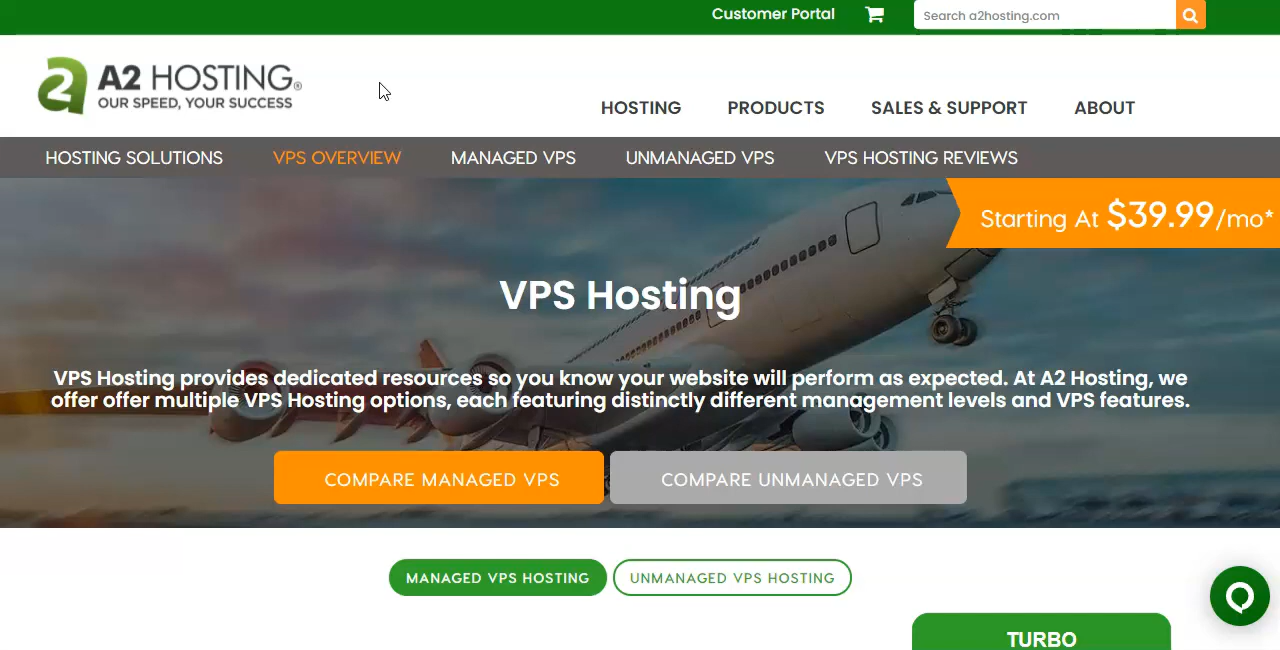 Customer Portal
Search a2hosting.com
A2 HOSTING®
OUR SPEED, YOUR SUCCESS
HOSTING PRODUCTS SALES & SUPPORT ABOUT
HOSTING SOLUTIONS VPS OVERVIEW MANAGED VPS UNMANAGED VPS VPS HOSTING REVIEWS
Starting At $39.99/mo*
VPS Hosting
VPS Hosting provides dedicated resources so you know your website will perform as expected. At A2 Hosting, we
offer offer multiple VPS Hosting options, each featuring distinctly different management levels and VPS features.
COMPARE MANAGED VPS COMPARE UNMANAGED VPS
MANAGED VPS HOSTING UNMANAGED VPS HOSTING
TURBO